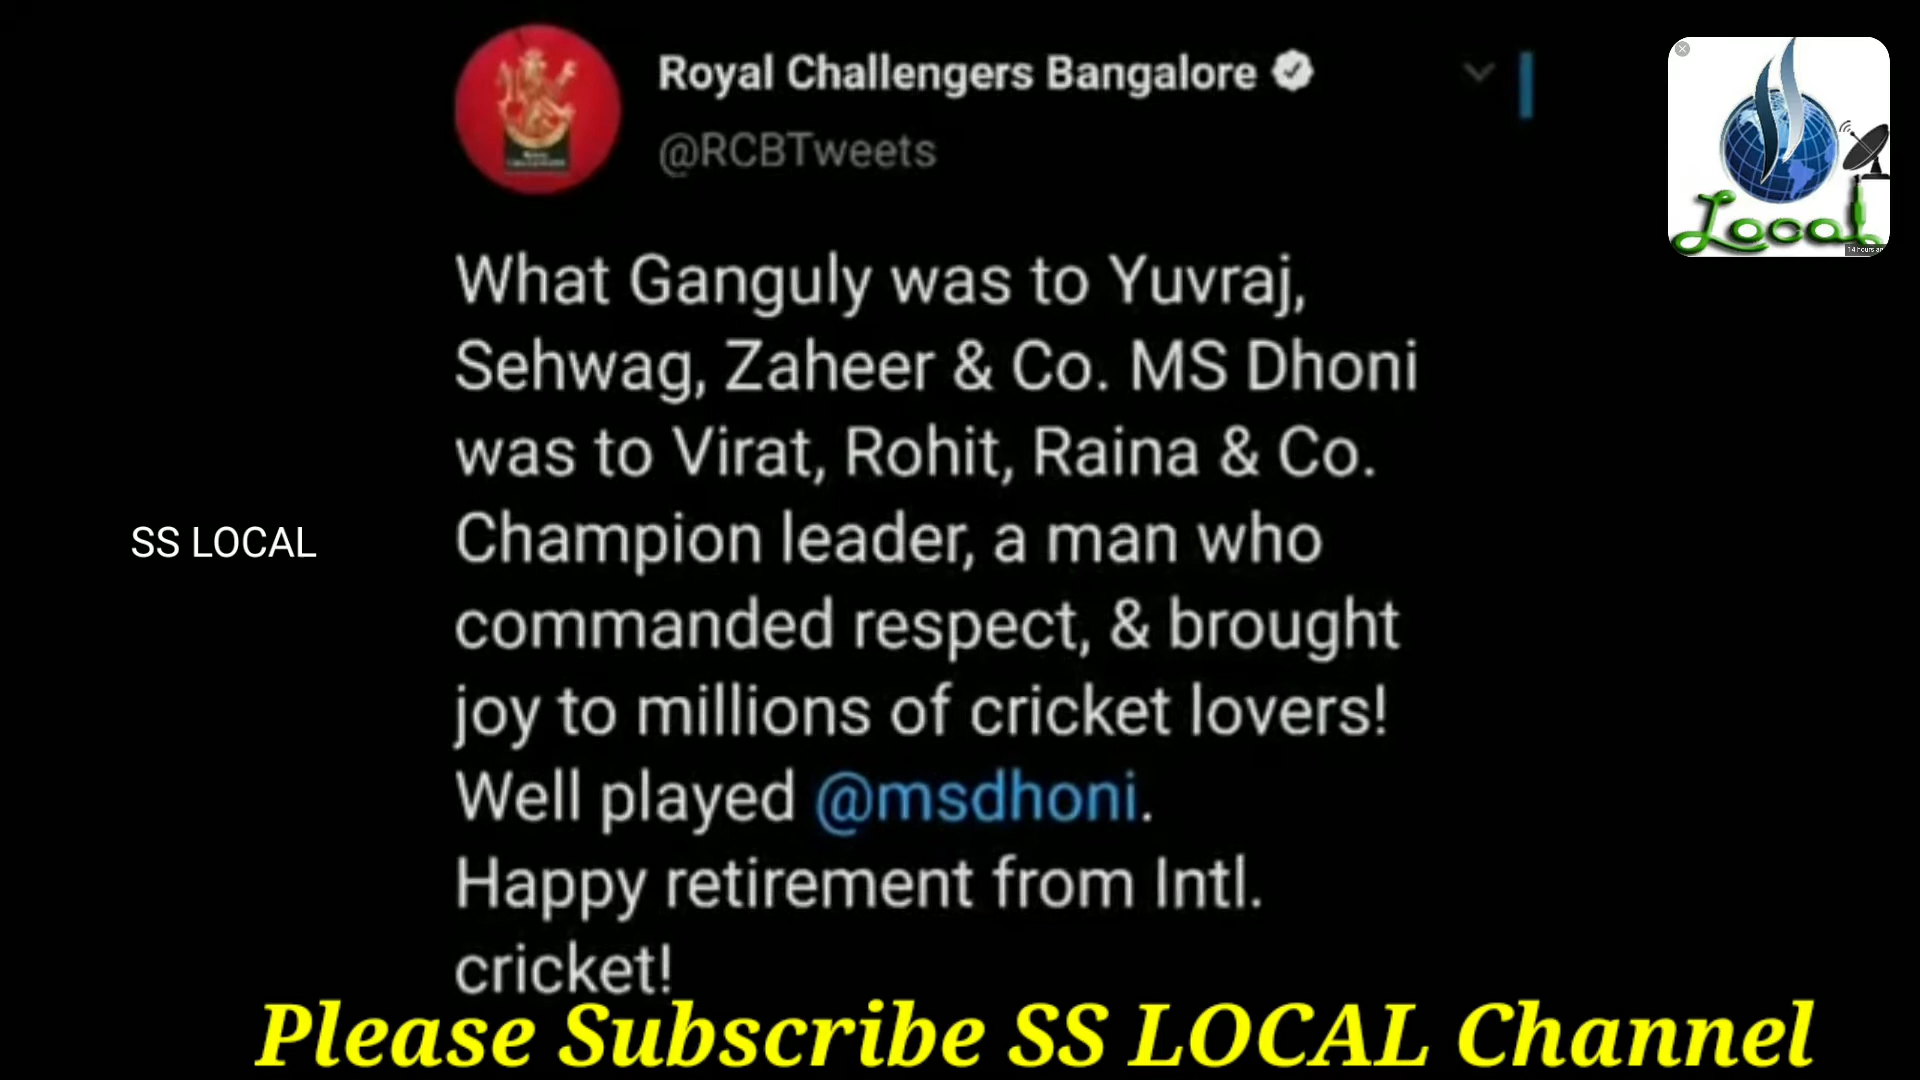 Royal Challengers Bangalore
@RCBTweets
What Ganguly was to Yuvraj,
Sehwag, Zaheer & Co. MS Dhoni
was to Virat, Rohit, Raina & Co.
Champion leader, a man who
commanded respect, & brought
joy to millions of cricket lovers!
Well played @msdhoni.
Happy retirement from Intl.
cricket!
SS LOCAL
Local
14 hours
Please Subscribe SS LOCAL Channel